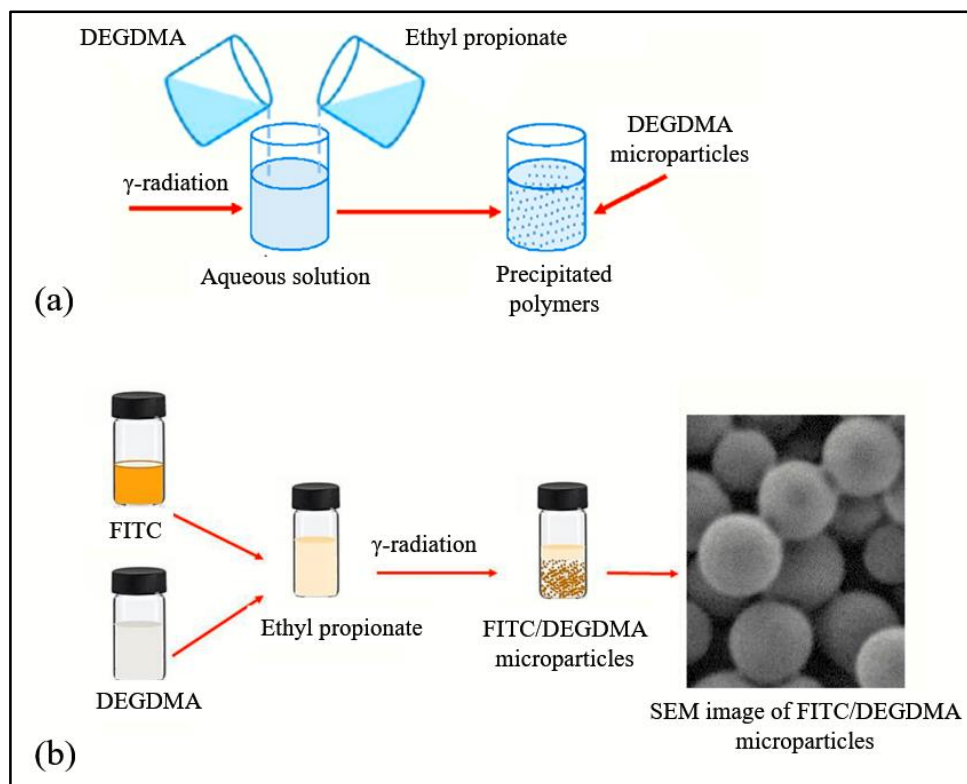 DEGDMA
Ethyl propionate
DEGDMA
microparticles
γ-radiation
Aqueous solution
Precipitated
polymers
(a)
FITC
γ-radiation
Ethyl propionate
FITC/DEGDMA
microparticles
DEGDMA
SEM image of FITC/DEGDMA
microparticles
(b)